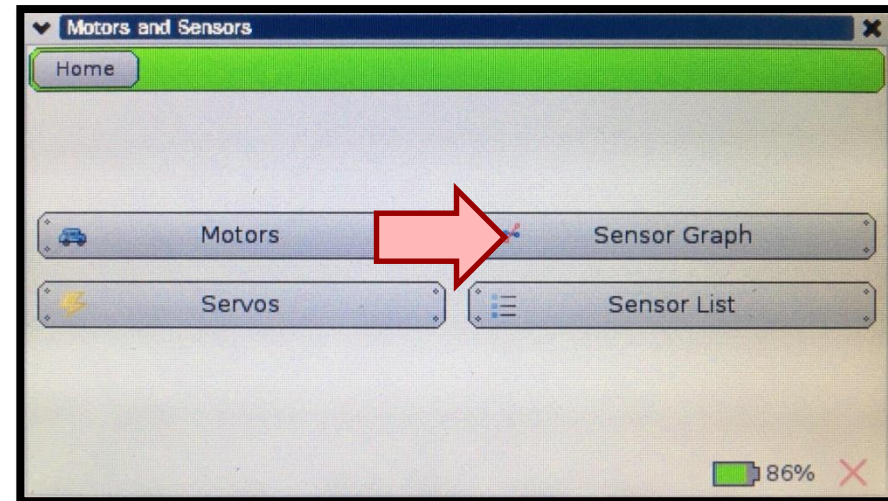 Motors and Sensors
Home
Motors
Sensor Graph
Servos
Sensor List
86%